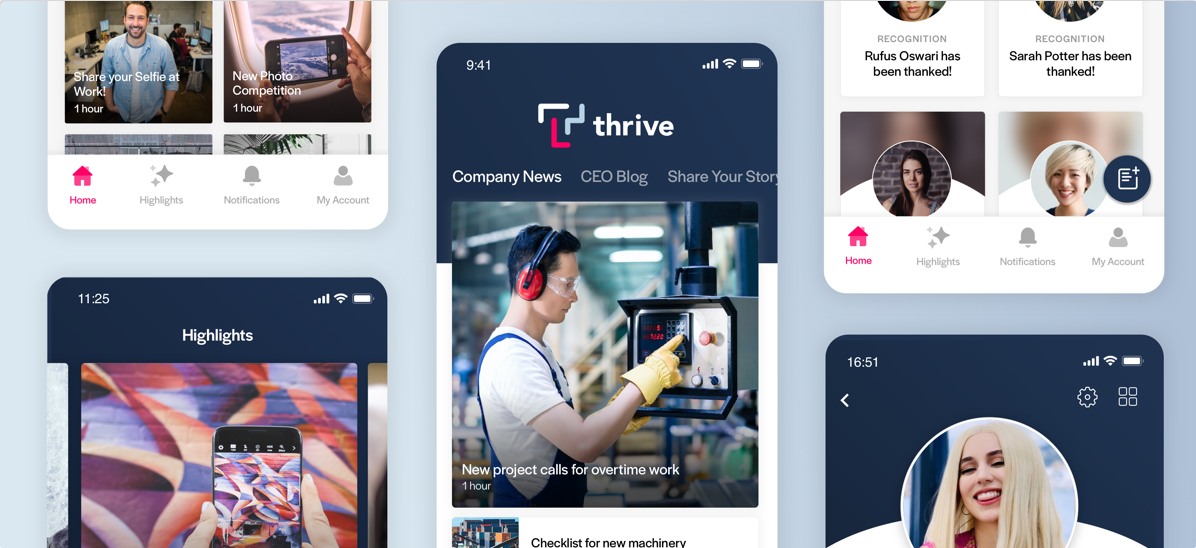 Share your Selfie at
Work!
1 hour
New Photo
Competition
1 hour
Home
Highlights
Notifications
My Account
11:25
Highlights
9:41
thrive
Company News
CEO Blog
Share Your Story
New project calls for overtime work
1 hour
Checklist for new machinery
RECOGNITION
Rufus Oswari has
been thanked!
RECOGNITION
Sarah Potter has been
thanked!
Home
Highlights
Notifications
My Account
16:51